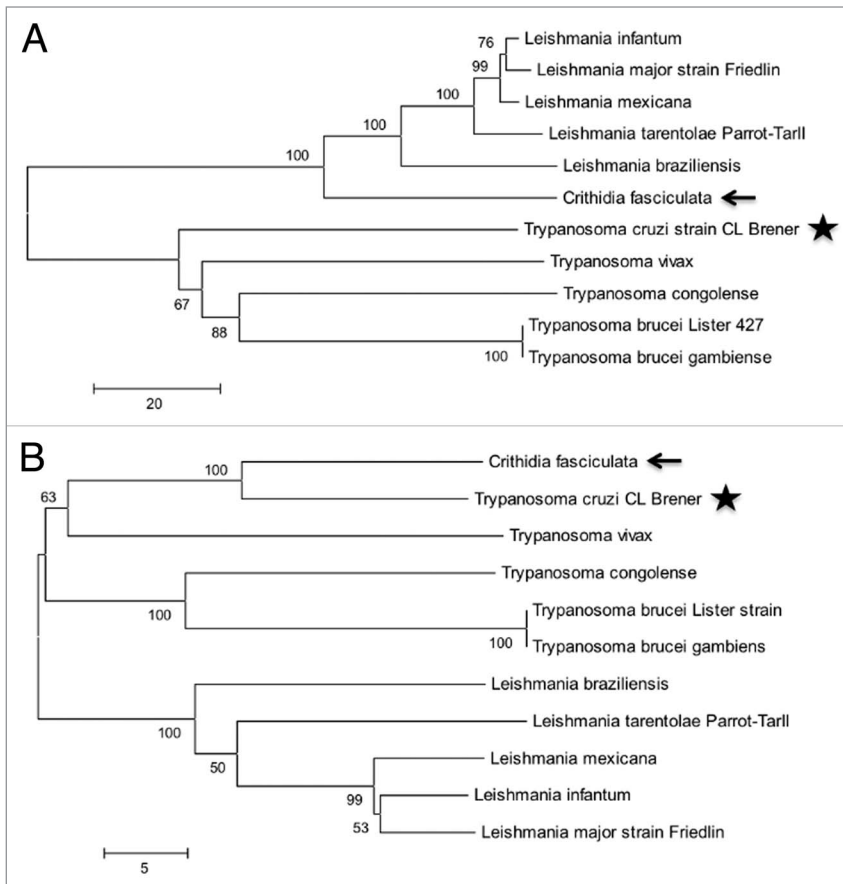 A
76
Leishmania infantum
99
Leishmania major strain Friedlin
100
Leishmania mexicana
100
Leishmania tarentolae Parrot-TarII
100
Leishmania braziliensis
Crithidia fasciculata
Trypanosoma cruzi strain CL Brener
Trypanosoma vivax
67
Trypanosoma congolense
88
Trypanosoma brucei Lister 427
100
Trypanosoma brucei gambiense
20
B
Crithidia fasciculata
100
Trypanosoma cruzi CL Brener
63
Trypanosoma vivax
Trypanosoma congolense
100
Trypanosoma brucei Lister strain
100
Trypanosoma brucei gambiens
Leishmania braziliensis
100
Leishmania tarentolae Parrot-TarII
50
Leishmania mexicana
99
Leishmania infantum
53
Leishmania major strain Friedlin
5